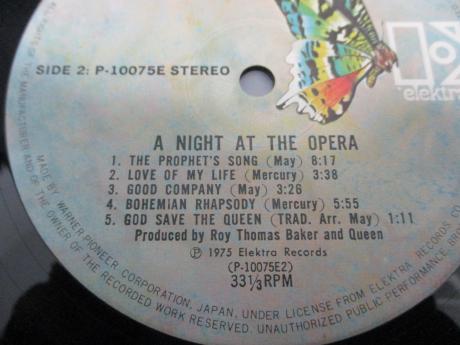 SIDE 2: P-10075E STEREO
elektra
A NIGHT AT THE OPERA
1. THE PROPHET'S SONG (May) 8:17
2. LOVE OF MY LIFE (Mercury) 3:38
3. GOOD COMPANY (May) 3:26
4. BOHEMIAN RHAPSODY (Mercury) 5:55
5. GOD SAVE THE QUEEN (TRAD. Arr. May) 1:11
Produced by Roy Thomas Baker and Queen
Ⓟ 1975 Elektra Records
(P-10075E2)
33⅓RPM
MADE BY WARNER-PIONEER CORPORATION, JAPAN, UNDER LICENSE FROM ELEKTRA RECORDS CO.
OF THE MANUFACTURER AND OF THE OWNER OF THE RECORDED WORK RESERVED. UNAUTHORIZED PUBLIC PERFORMANCE